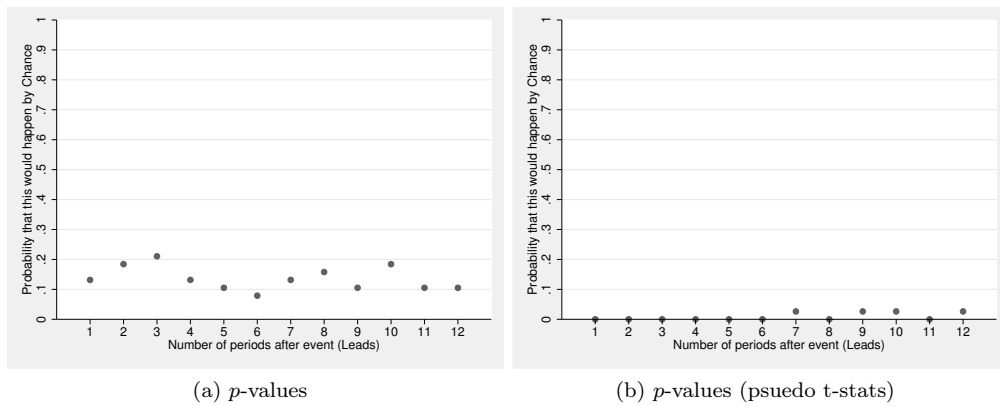 Probability that this would happen by Chance
1
.9
.8
.7
.6
.5
.4
.3
.2
.1
0
1 2 3 4 5 6 7 8 9 10 11 12
Number of periods after event (Leads)
(a) p-values
Probability that this would happen by Chance
1
.9
.8
.7
.6
.5
.4
.3
.2
.1
0
1 2 3 4 5 6 7 8 9 10 11 12
Number of periods after event (Leads)
(b) p-values (psuedo t-stats)